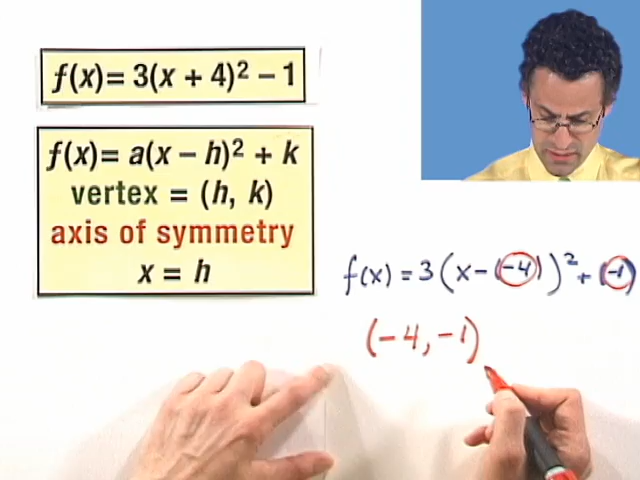 f(x) = 3(x + 4)² − 1
f(x) = a(x − h)² + k
vertex = (h, k)
axis of symmetry
x = h
f(x) = 3(x − (−4))² + (−1)
(−4, −1)